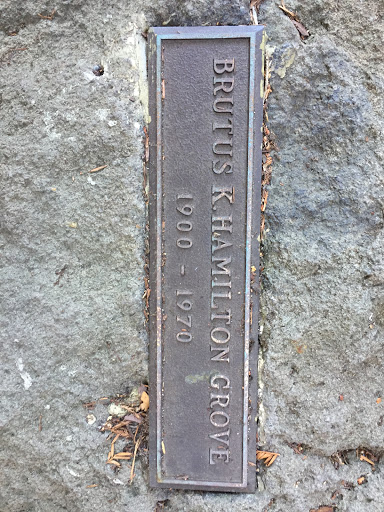 BRUTUS K. HAMILTON GROVE
1900 - 1970